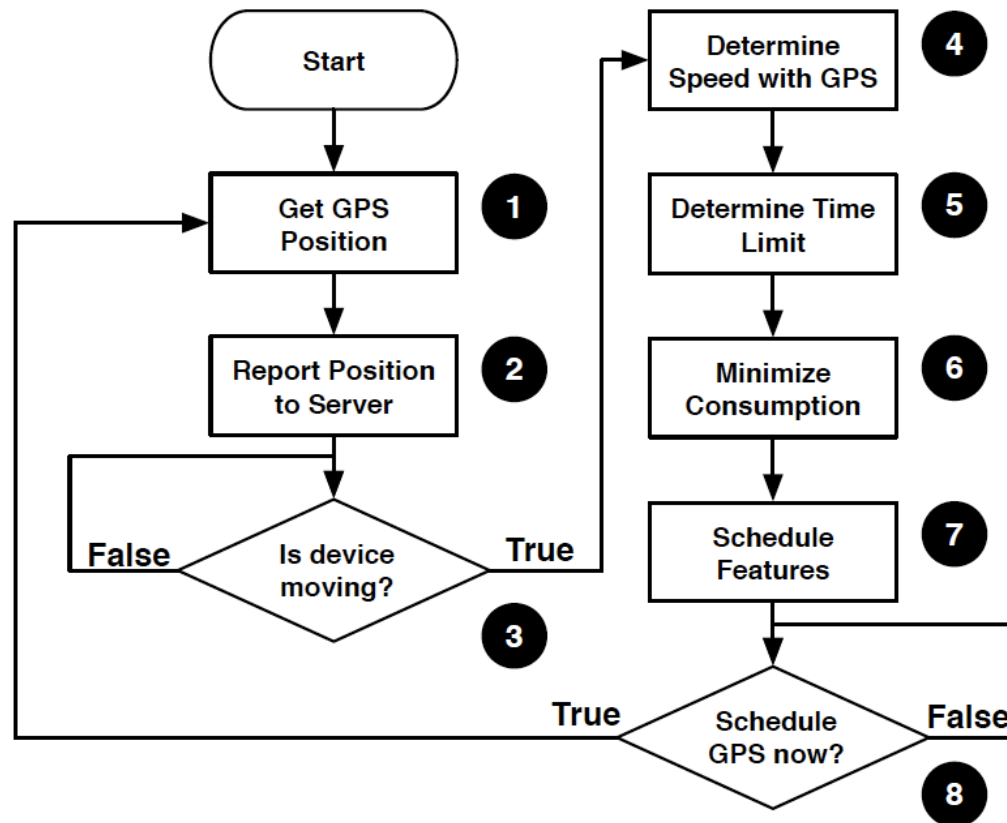 Start
Get GPS
Position
1
Report Position
to Server
2
Is device
moving?
False
True
3
Determine
Speed with GPS
4
Determine Time
Limit
5
Minimize
Consumption
6
Schedule
Features
7
Schedule
GPS now?
True
False
8